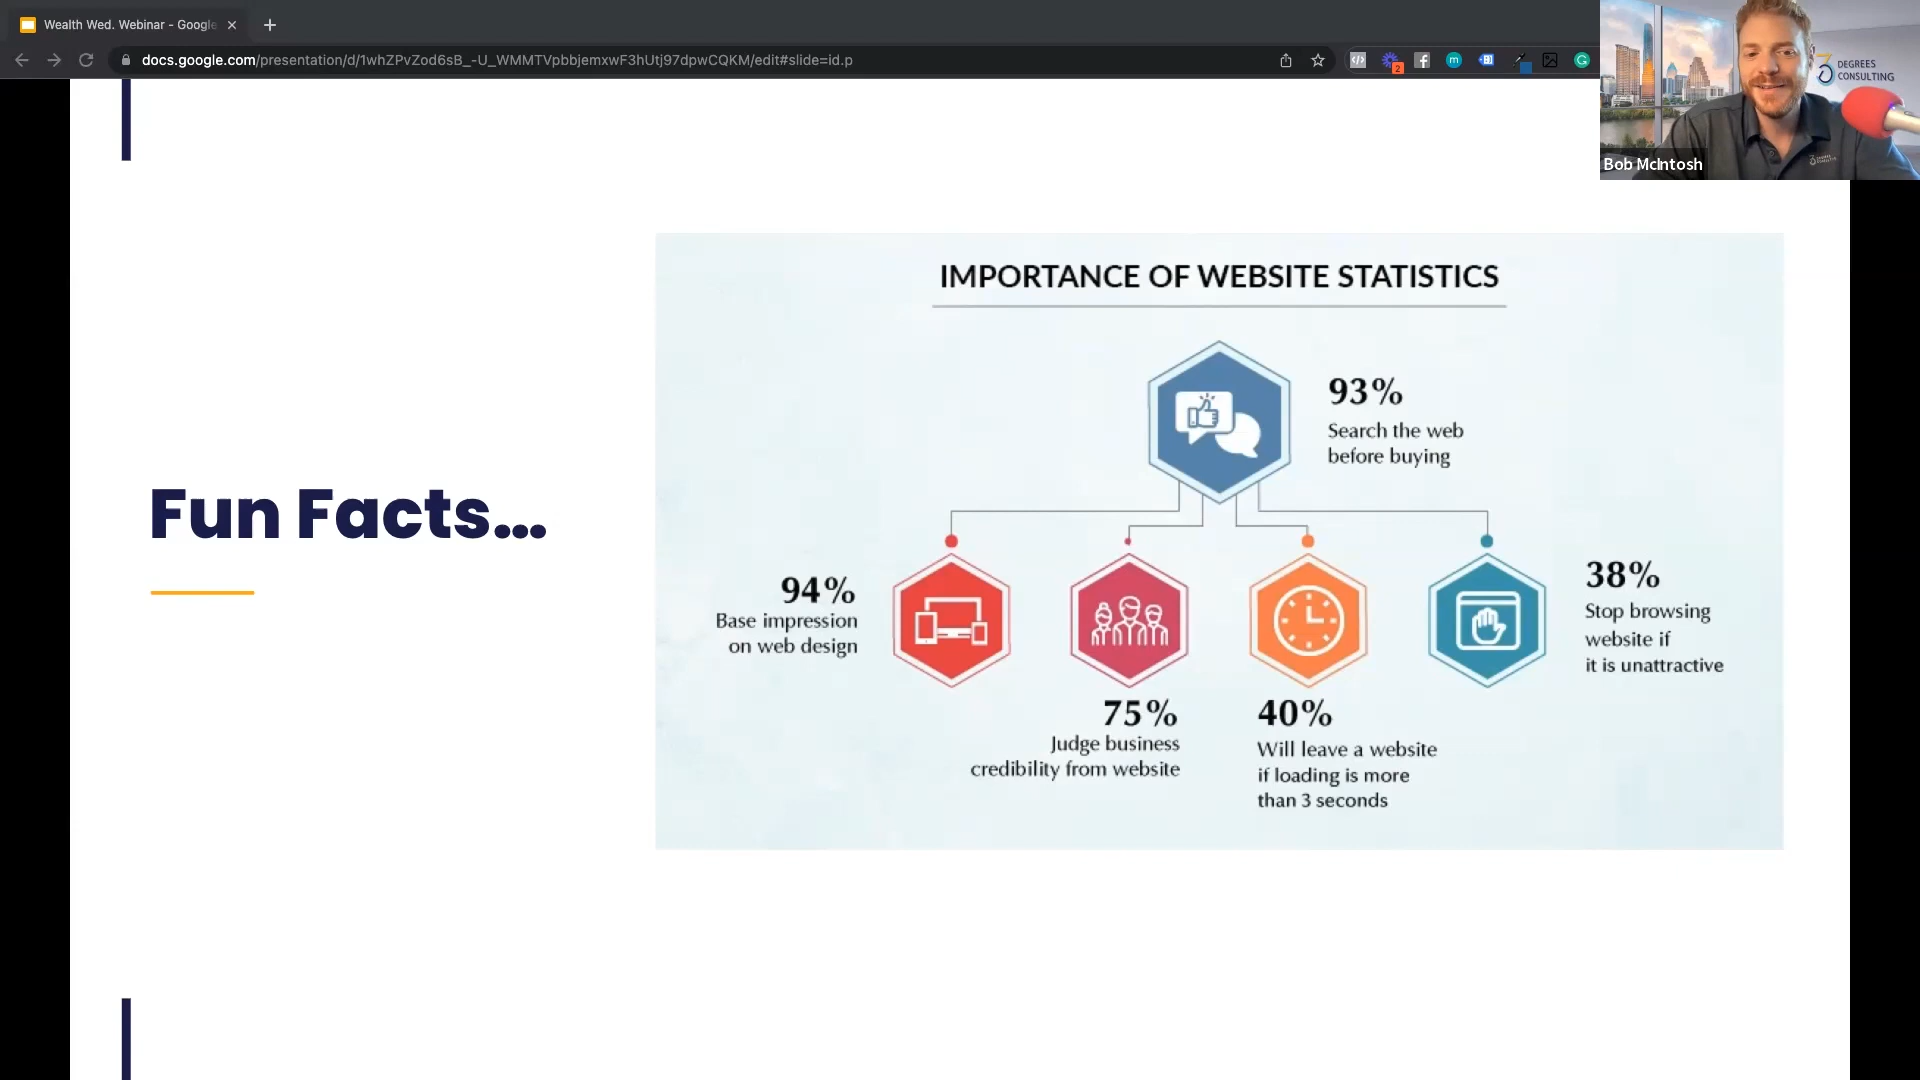 Wealth Wed. Webinar - Google
docs.google.com/presentation/d/1whZPvZod6sB_-U_WMMTVpbbjemxwF3hUtj97dpwCQKM/edit#slide=id.p
DEGREES
CONSULTING
Bob McIntosh
Fun Facts...
IMPORTANCE OF WEBSITE STATISTICS
93%
Search the web
before buying
94%
Base impression
on web design
75%
Judge business
credibility from website
40%
Will leave a website
if loading is more
than 3 seconds
38%
Stop browsing
website if
it is unattractive